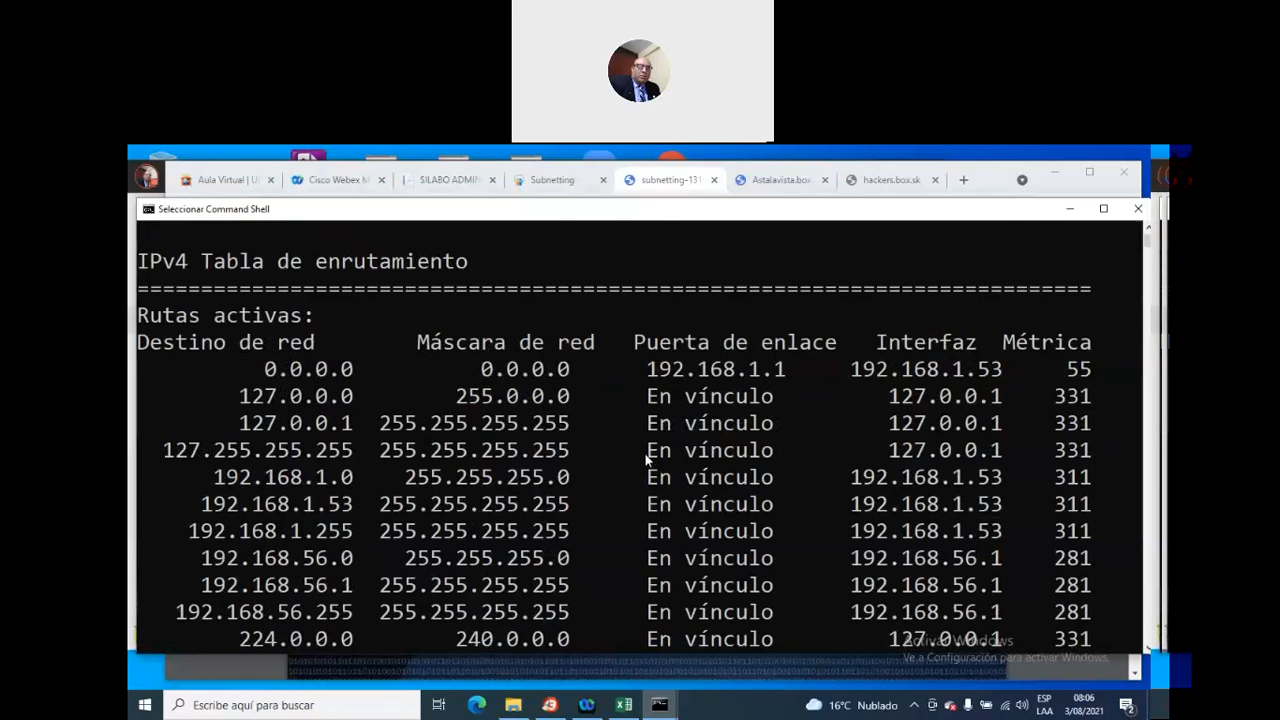 Aula Virtual | U
Cisco Webex M
SILABO ADMIN
Subnetting
subnetting-131
Astalavista.box
hackers.box.sk
Seleccionar Command Shell
IPv4 Tabla de enrutamiento
===========================================================================
Rutas activas:
Destino de red Máscara de red Puerta de enlace Interfaz Métrica
0.0.0.0 0.0.0.0 192.168.1.1 192.168.1.53 55
127.0.0.0 255.0.0.0 En vínculo 127.0.0.1 331
127.0.0.1 255.255.255.255 En vínculo 127.0.0.1 331
127.255.255.255 255.255.255.255 En vínculo 127.0.0.1 331
192.168.1.0 255.255.255.0 En vínculo 192.168.1.53 311
192.168.1.53 255.255.255.255 En vínculo 192.168.1.53 311
192.168.1.255 255.255.255.255 En vínculo 192.168.1.53 311
192.168.56.0 255.255.255.0 En vínculo 192.168.56.1 281
192.168.56.1 255.255.255.255 En vínculo 192.168.56.1 281
192.168.56.255 255.255.255.255 En vínculo 192.168.56.1 281
224.0.0.0 240.0.0.0 En vínculo 127.0.0.1 331
Activar Windows
Ve a Configuración para activar Windows.
Escribe aquí para buscar
16°C Nublado
ESP
LAA
08:06
3/08/2021
2